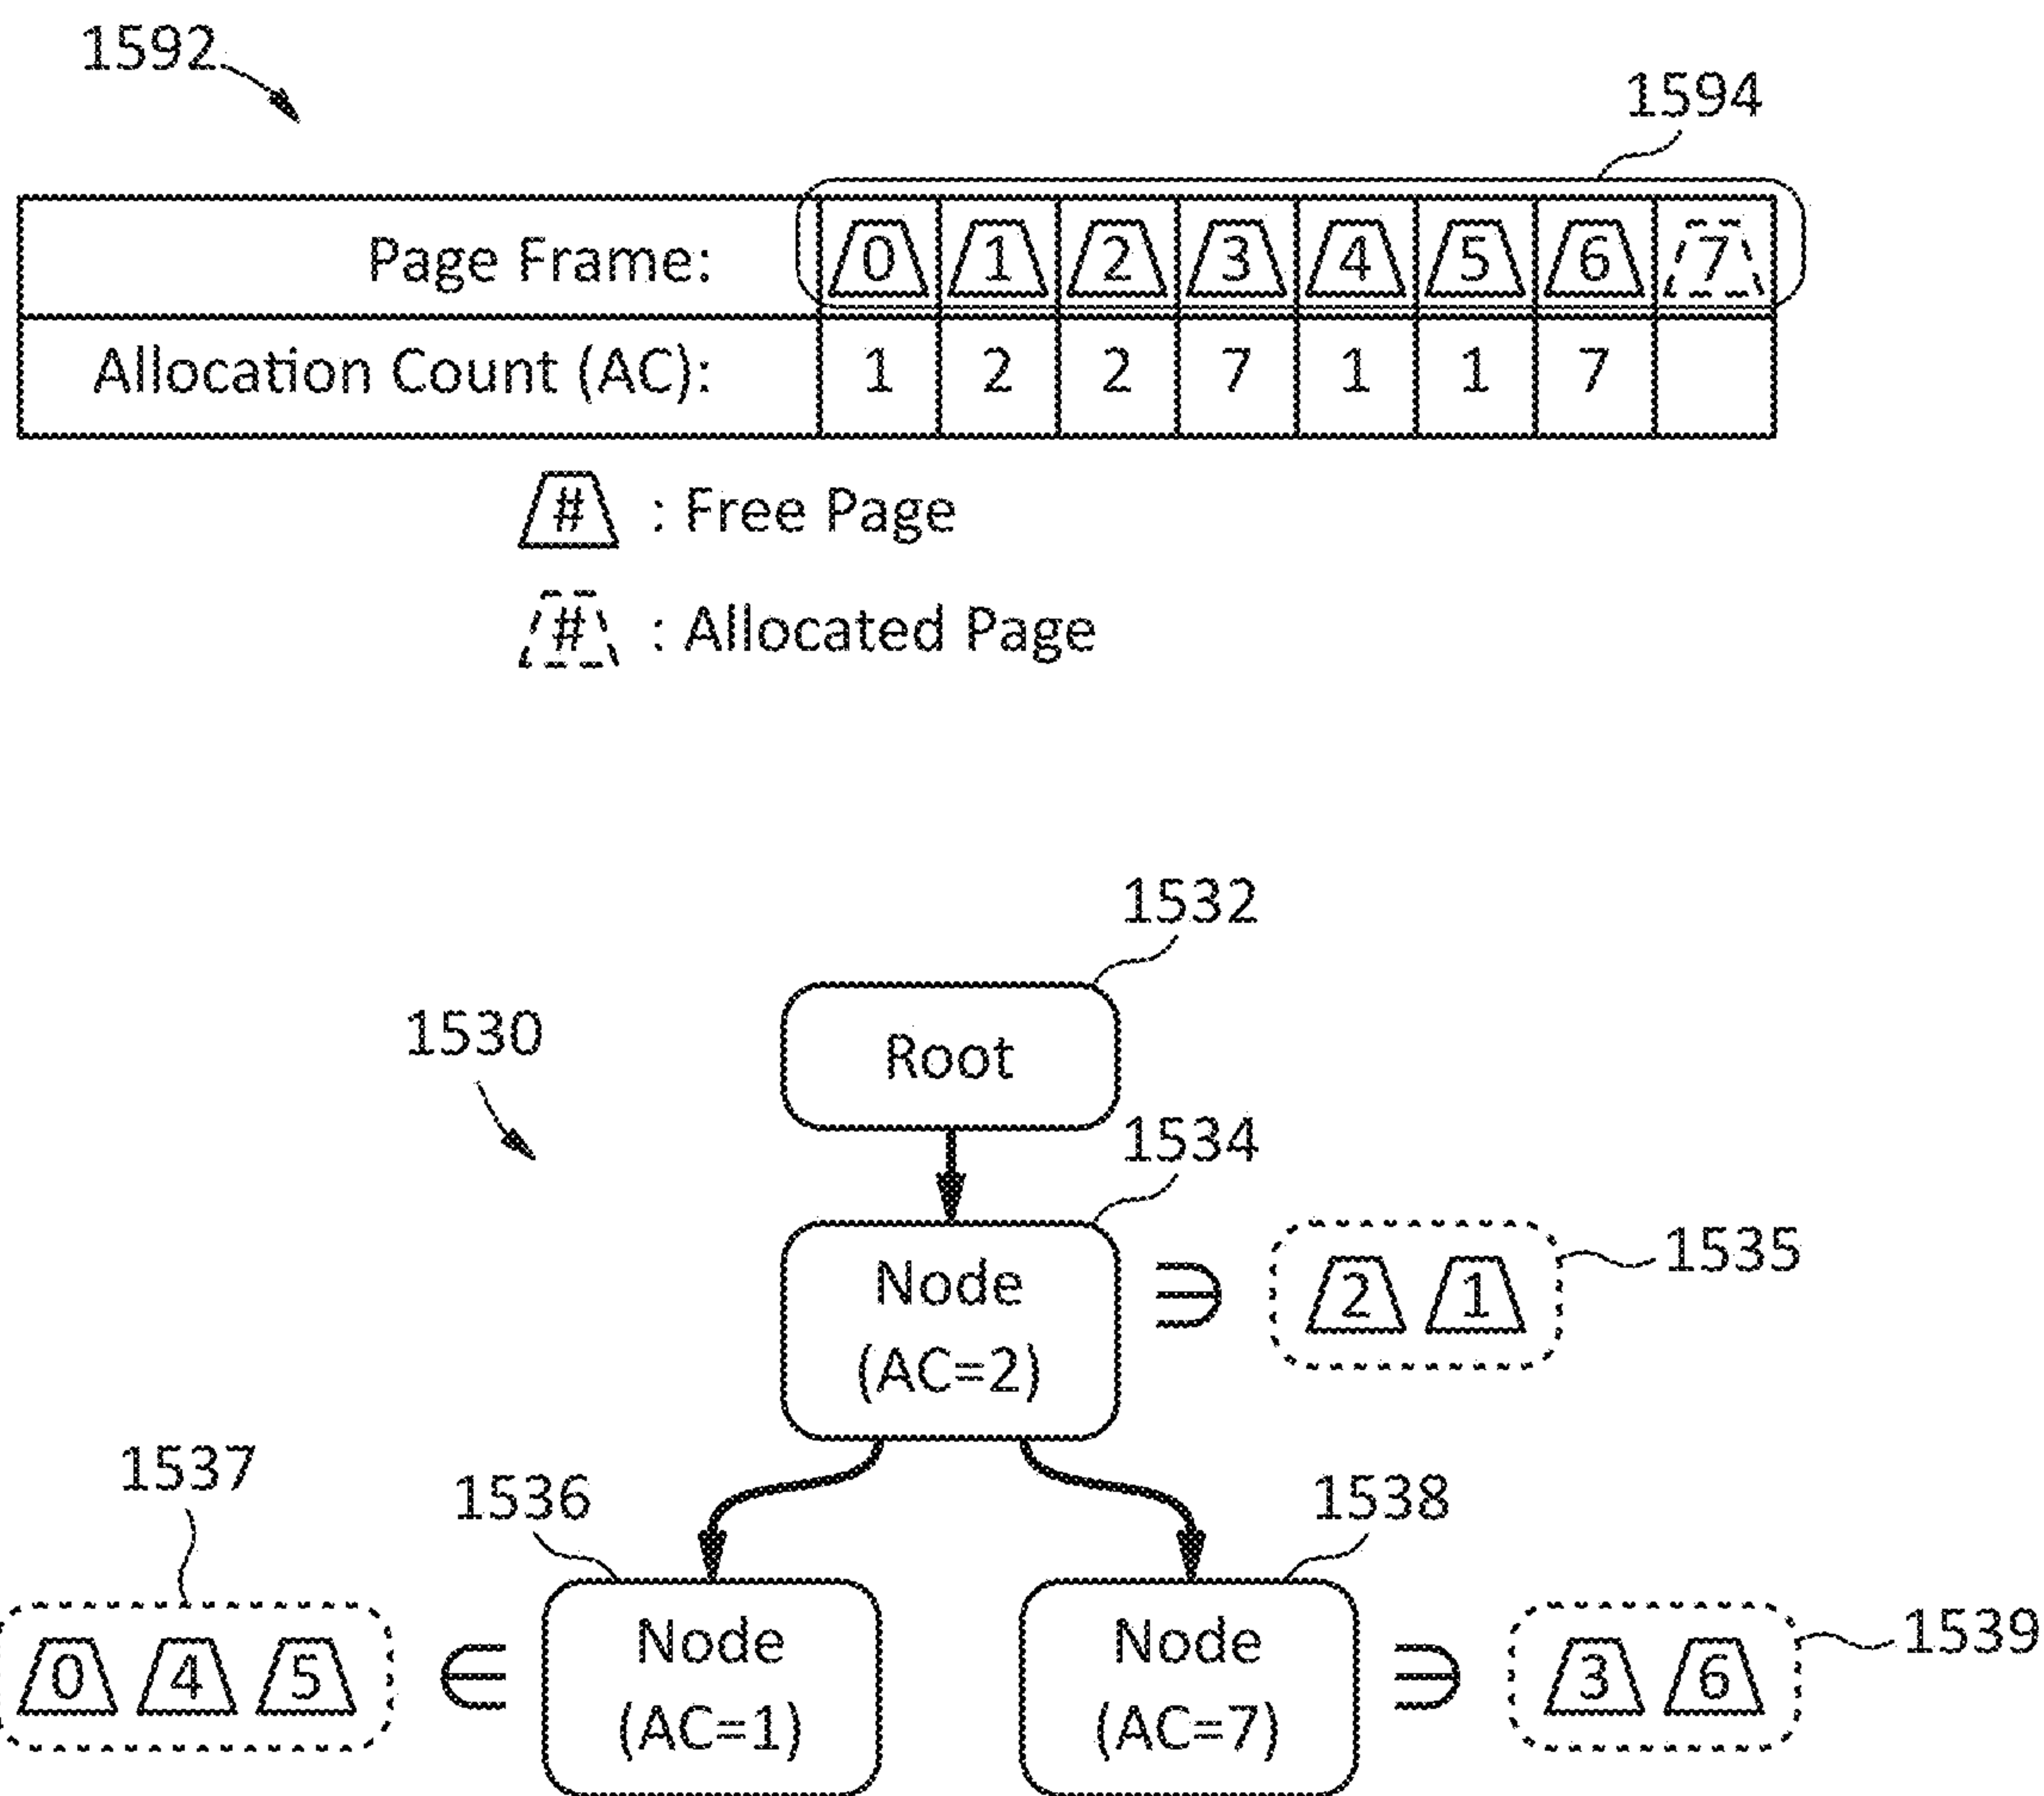 1592
1594
Page Frame: 0 1 2 3 4 5 6 7
Allocation Count (AC): 1 2 2 7 1 1 7
# : Free Page
# : Allocated Page
1532
1530
Root
1534
Node
(AC=2)
∋
2 1
1535
1537
1536
1538
0 4 5
∈
Node
(AC=1)
Node
(AC=7)
∋
3 6
1539